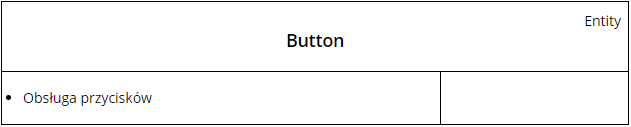 Entity
Button
• Obsługa przycisków